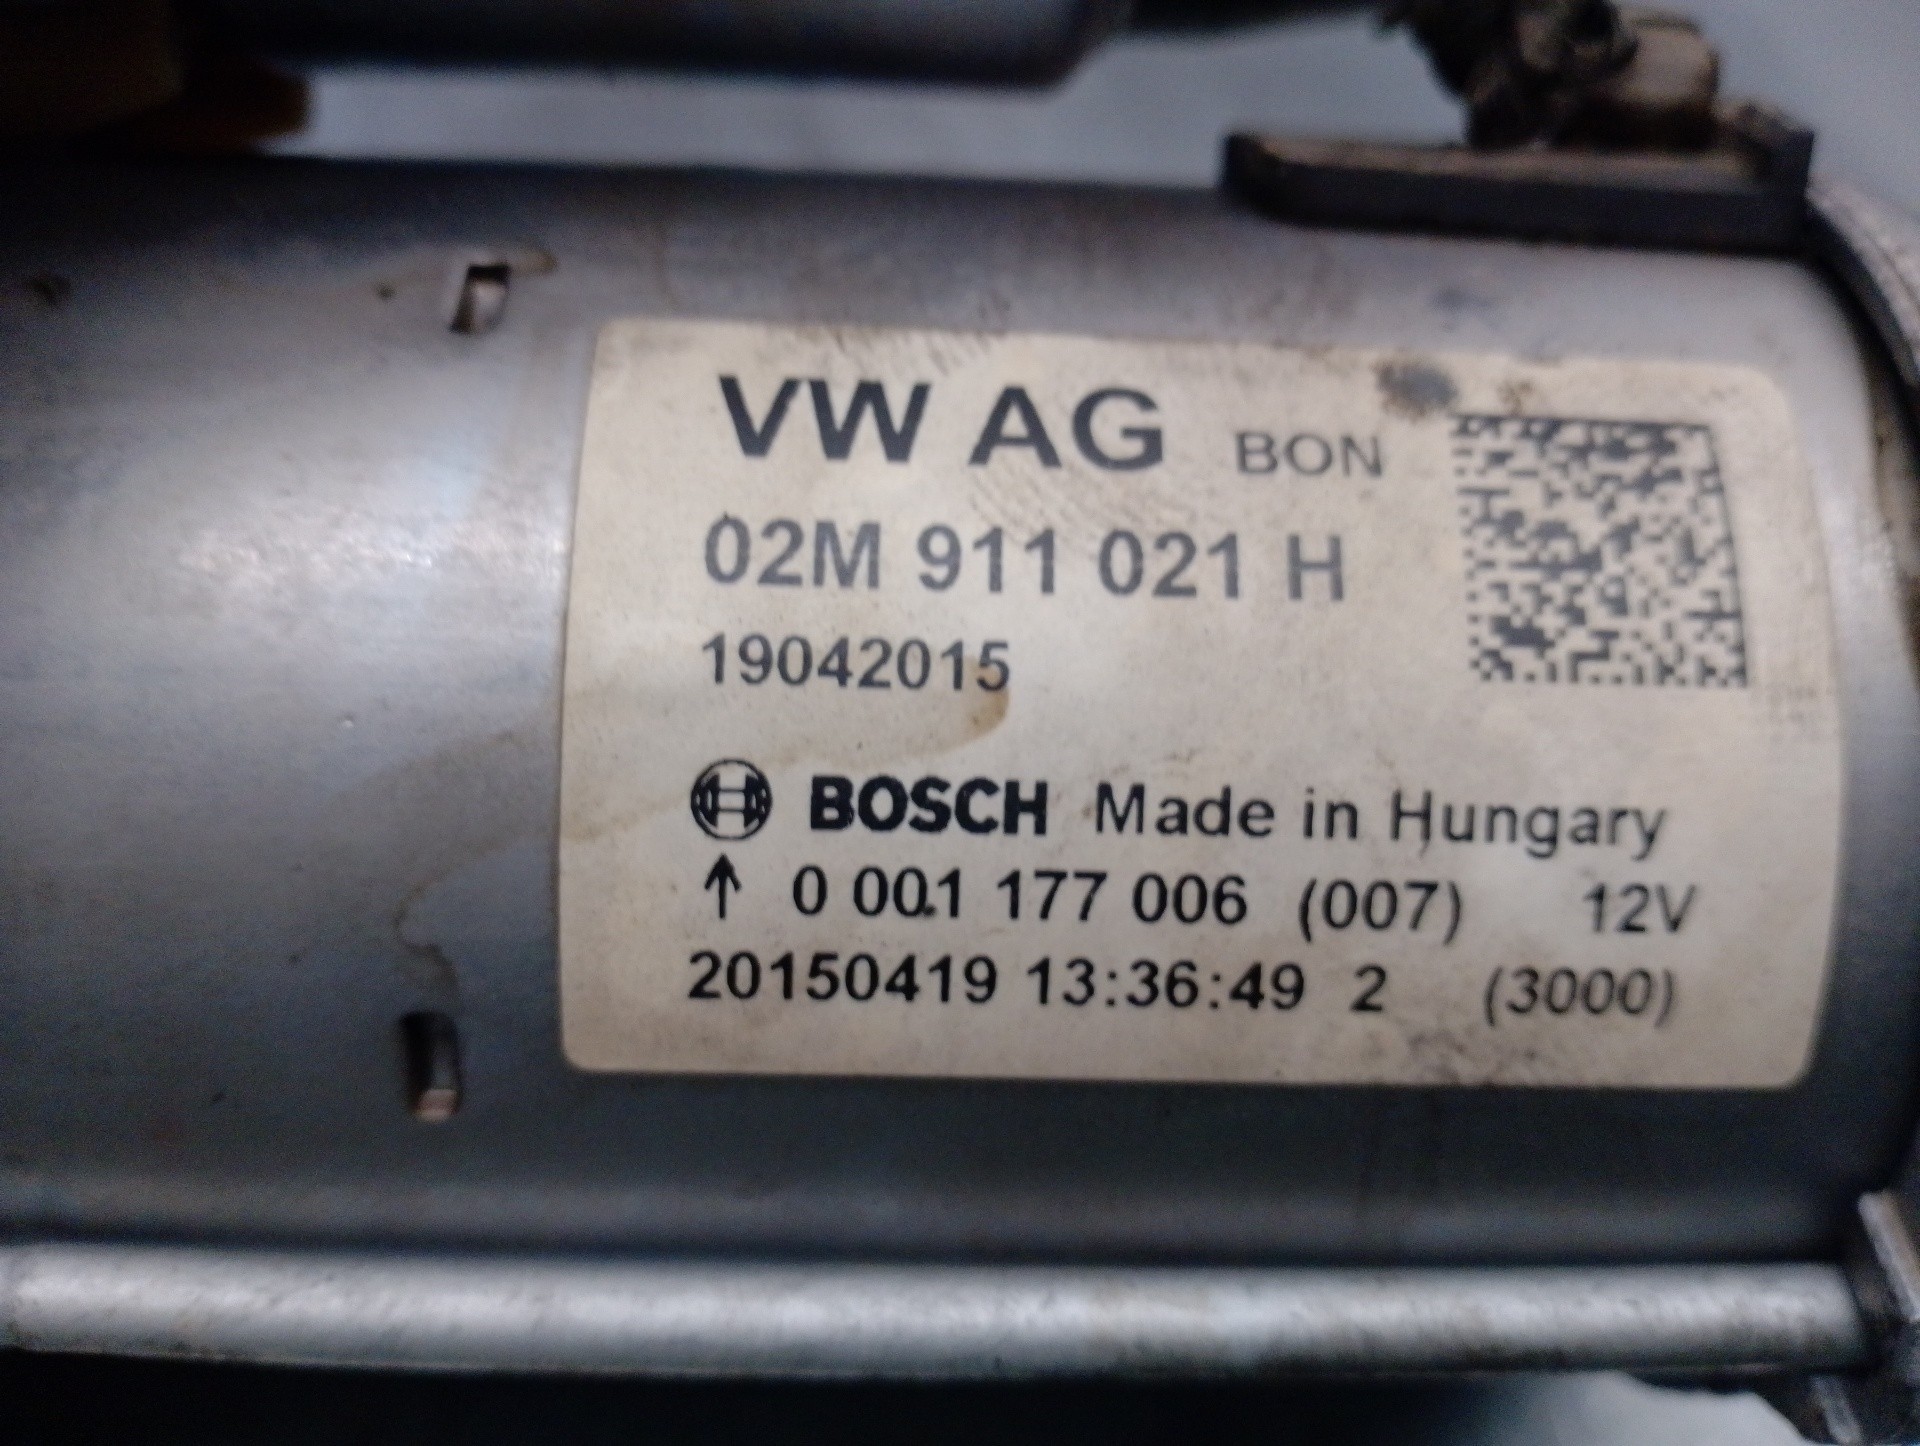 VW AG BON
02M 911 021 H
19042015
BOSCH Made in Hungary
↑ 0 001 177 006 (007) 12V
20150419 13:36:49 2 (3000)